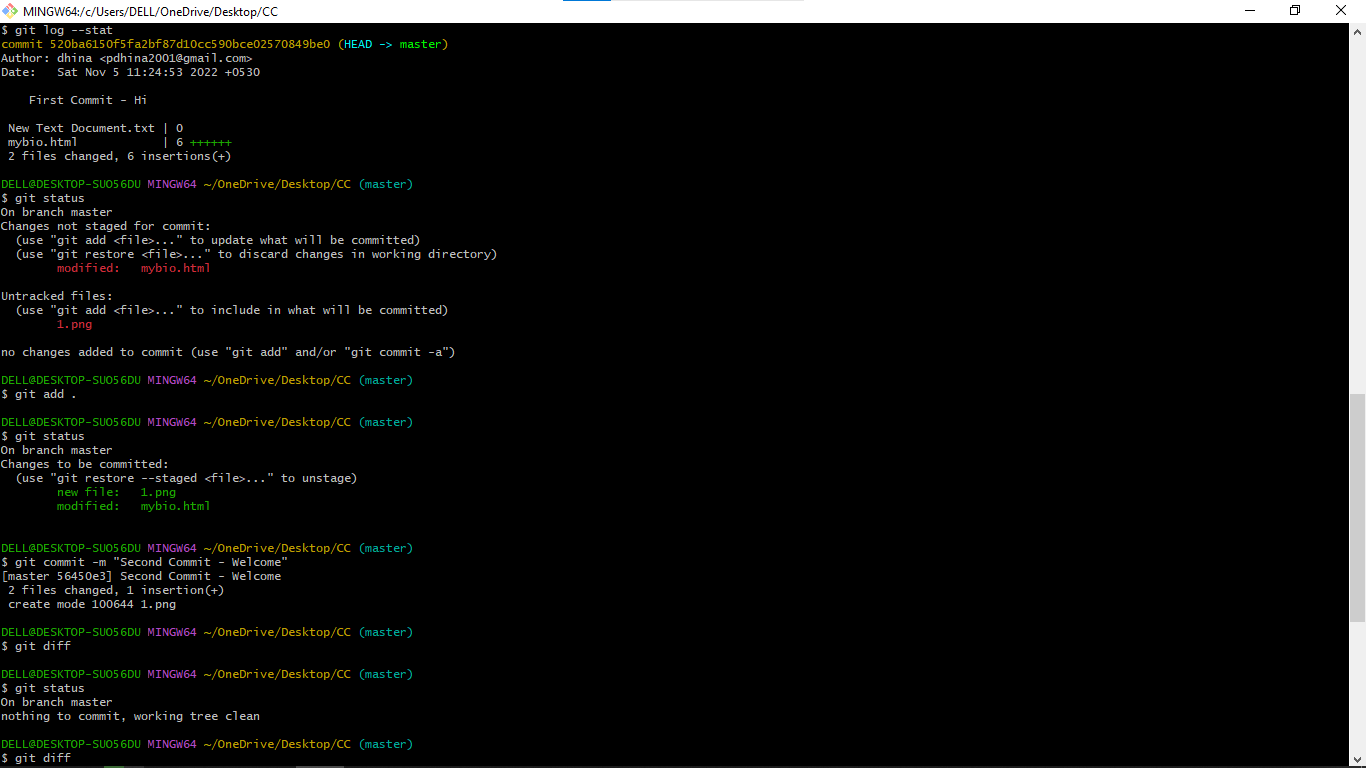 MINGW64:/c/Users/DELL/OneDrive/Desktop/CC
$ git log --stat
commit 520ba6150f5fa2bf87d10cc590bce02570849be0 (HEAD -> master)
Author: dhina <pdhina2001@gmail.com>
Date:   Sat Nov 5 11:24:53 2022 +0530
    First Commit - Hi
 New Text Document.txt | 0
 mybio.html            | 6 ++++++
 2 files changed, 6 insertions(+)
DELL@DESKTOP-SUO56DU MINGW64 ~/OneDrive/Desktop/CC (master)
$ git status
On branch master
Changes not staged for commit:
  (use "git add <file>..." to update what will be committed)
  (use "git restore <file>..." to discard changes in working directory)
        modified:   mybio.html
Untracked files:
  (use "git add <file>..." to include in what will be committed)
        1.png
no changes added to commit (use "git add" and/or "git commit -a")
DELL@DESKTOP-SUO56DU MINGW64 ~/OneDrive/Desktop/CC (master)
$ git add .
DELL@DESKTOP-SUO56DU MINGW64 ~/OneDrive/Desktop/CC (master)
$ git status
On branch master
Changes to be committed:
  (use "git restore --staged <file>..." to unstage)
        new file:   1.png
        modified:   mybio.html
DELL@DESKTOP-SUO56DU MINGW64 ~/OneDrive/Desktop/CC (master)
$ git commit -m "Second Commit - Welcome"
[master 56450e3] Second Commit - Welcome
 2 files changed, 1 insertion(+)
 create mode 100644 1.png
DELL@DESKTOP-SUO56DU MINGW64 ~/OneDrive/Desktop/CC (master)
$ git diff
DELL@DESKTOP-SUO56DU MINGW64 ~/OneDrive/Desktop/CC (master)
$ git status
On branch master
nothing to commit, working tree clean
DELL@DESKTOP-SUO56DU MINGW64 ~/OneDrive/Desktop/CC (master)
$ git diff